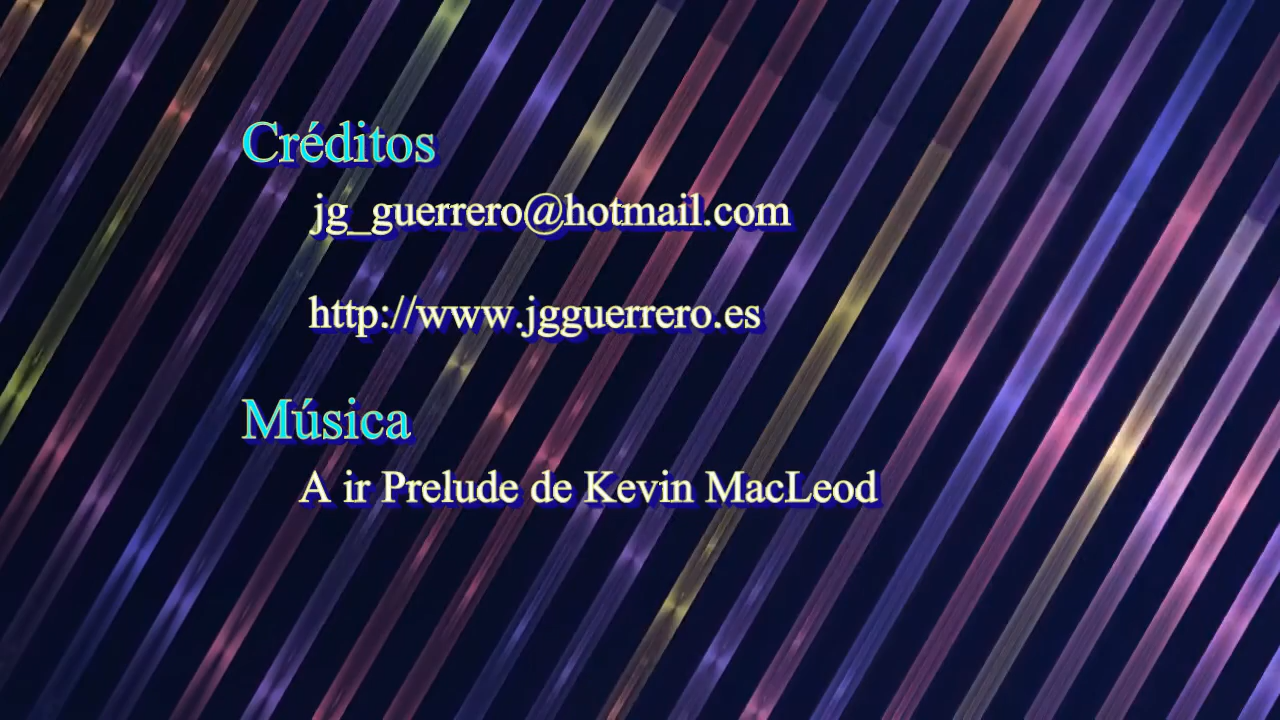 Créditos
jg_guerrero@hotmail.com
http://www.jgguerrero.es
Música
A ir Prelude de Kevin MacLeod